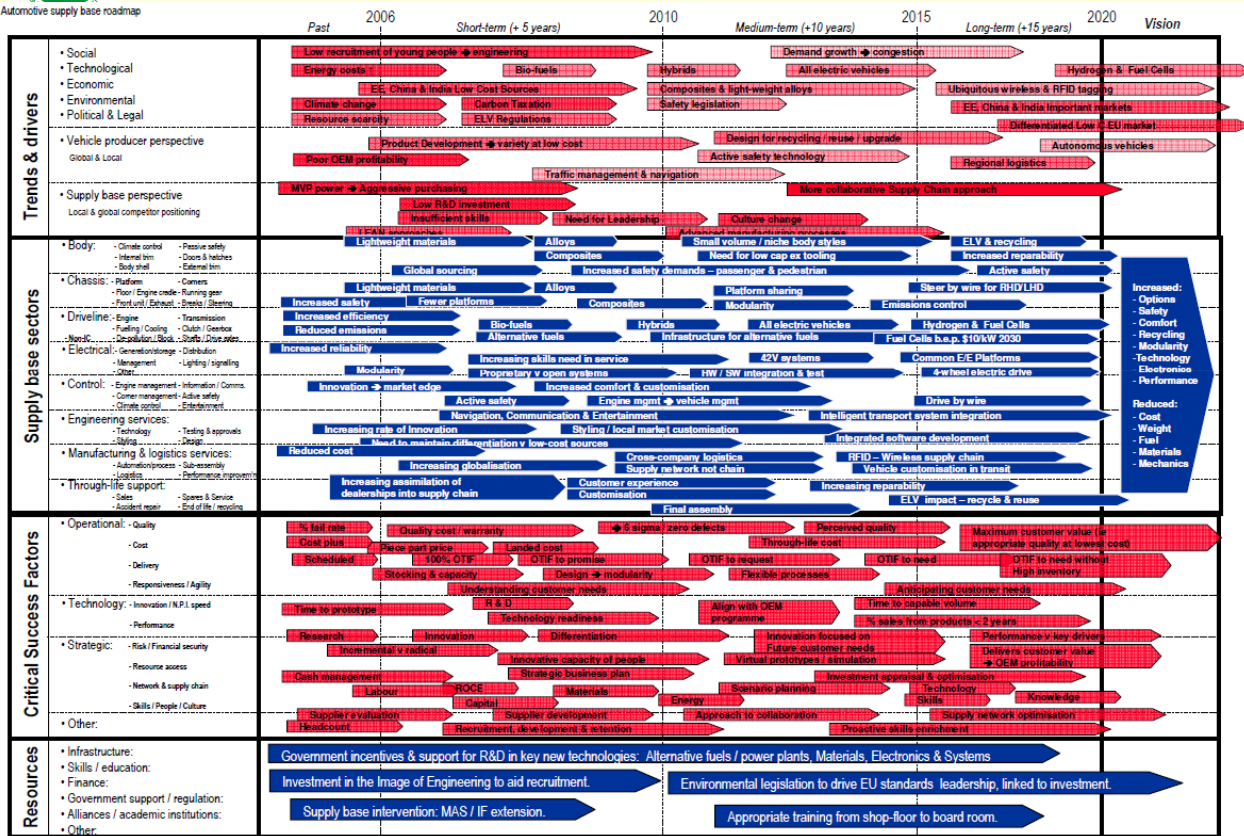 Automotive supply base roadmap
Past
2006
Short-term (+ 5 years)
2010
Medium-term (+10 years)
2015
Long-term (+15 years)
2020
Vision
Trends & drivers
• Social
• Technological
• Economic
• Environmental
• Political & Legal
• Vehicle producer perspective
Global & Local
• Supply base perspective
Local & global competitor positioning
Low recruitment of young people ➔ engineering
Demand growth ➔ congestion
Energy costs ↑
Bio-fuels
Hybrids
All electric vehicles
Hydrogen & Fuel Cells
EE, China & India Low Cost Sources
Composites & light-weight alloys
Ubiquitous wireless & RFID tagging
Climate change
Carbon Taxation
Safety legislation
EE, China & India Important markets
Resource scarcity
ELV Regulations
Differentiated Low C EU market
Product Development ➔ variety at low cost
Design for recycling / reuse / upgrade
Autonomous vehicles
Poor OEM profitability
Active safety technology
Regional logistics
Traffic management & navigation
MVP power ➔ Aggressive purchasing
More collaborative Supply Chain approach
Low R&D investment
Insufficient skills
Need for Leadership
Culture change
LEAN approaches
Advanced manufacturing processes
Supply base sectors
• Body: - Climate control - Passive safety
- Internal trim - Doors & hatches
- Body shell - External trim
• Chassis: - Platform - Corners
- Floor / Engine credle - Running gear
- Front unit / Exhaust - Breaks / Steering
• Driveline: - Engine - Transmission
- Fuelling / Cooling - Clutch / Gearbox
- Non-IC - De-pollution / Block - Shafts / Drive axles
• Electrical: - Generation/storage - Distribution
- Management - Lighting / signalling
- Other
• Control: - Engine management - Information / Comms.
- Corner management - Active safety
- Climate control - Entertainment
• Engineering services:
- Technology - Testing & approvals
- Styling - Design
• Manufacturing & logistics services:
- Automation/process - Sub-assembly
- Logistics - Performance improvem'n
• Through-life support:
- Sales - Spares & Service
- Accident repair - End of life / recycling
Lightweight materials
Alloys
Small volume / niche body styles
ELV & recycling
Composites
Need for low cap ex tooling
Increased reparability
Global sourcing
Increased safety demands – passenger & pedestrian
Active safety
Lightweight materials
Alloys
Platform sharing
Steer by wire for RHD/LHD
Increased safety
Fewer platforms
Composites
Modularity
Emissions control
Increased efficiency
Bio-fuels
Hybrids
All electric vehicles
Hydrogen & Fuel Cells
Reduced emissions
Alternative fuels
Infrastructure for alternative fuels
Fuel Cells b.e.p. $10/kW 2030
Increased reliability
Increasing skills need in service
42V systems
Common E/E Platforms
Modularity
Proprietary v open systems
HW / SW integration & test
4-wheel electric drive
Innovation ➔ market edge
Increased comfort & customisation
Active safety
Engine mgmt ➔ vehicle mgmt
Drive by wire
Navigation, Communication & Entertainment
Intelligent transport system integration
Increasing rate of Innovation
Styling / local market customisation
Need to maintain differentiation v low-cost sources
Integrated software development
Reduced cost
Cross-company logistics
RFID – Wireless supply chain
Increasing globalisation
Supply network not chain
Vehicle customisation in transit
Increasing assimilation of
dealerships into supply chain
Customer experience
Increasing reparability
Customisation
ELV impact – recycle & reuse
Final assembly
Increased:
- Options
- Safety
- Comfort
- Recycling
- Modularity
-Technology
- Electronics
- Performance
Reduced:
- Cost
- Weight
- Fuel
- Materials
- Mechanics
Critical Success Factors
• Operational: - Quality
- Cost
- Delivery
- Responsiveness / Agility
• Technology: - Innovation / N.P.I. speed
- Performance
• Strategic: - Risk / Financial security
- Resource access
- Network & supply chain
- Skills / People / Culture
• Other:
% fail rate
Quality cost / warranty
➔ 6 sigma / zero defects
Perceived quality
Maximum customer value (ie
appropriate quality at lowest cost)
Cost plus
Piece part price
Landed cost
Through-life cost
Scheduled
100% OTIF
OTIF to promise
OTIF to request
OTIF to need
OTIF to need without
High inventory
Stocking & capacity
Design ➔ modularity
Flexible processes
Understanding customer needs
Anticipating customer needs
Time to prototype
R & D
Align with OEM
programme
Time to capable volume
Technology readiness
% sales from products < 2 years
Research
Innovation
Differentiation
Innovation focused on
Future customer needs
Performance v key drivers
Incremental v radical
Innovative capacity of people
Virtual prototypes / simulation
Delivers customer value
➔ OEM profitability
Cash management
Strategic business plan
Investment appraisal & optimisation
Labour
ROCE
Materials
Scenario planning
Technology
Capital
Energy
Skills
Knowledge
Supplier evaluation
Supplier development
Approach to collaboration
Supply network optimisation
Headcount
Recruitment, development & retention
Proactive skills enrichment
Resources
• Infrastructure:
• Skills / education:
• Finance:
• Government support / regulation:
• Alliances / academic institutions:
• Other:
Government incentives & support for R&D in key new technologies: Alternative fuels / power plants, Materials, Electronics & Systems
Investment in the Image of Engineering to aid recruitment.
Environmental legislation to drive EU standards leadership, linked to investment.
Supply base intervention: MAS / IF extension.
Appropriate training from shop-floor to board room.